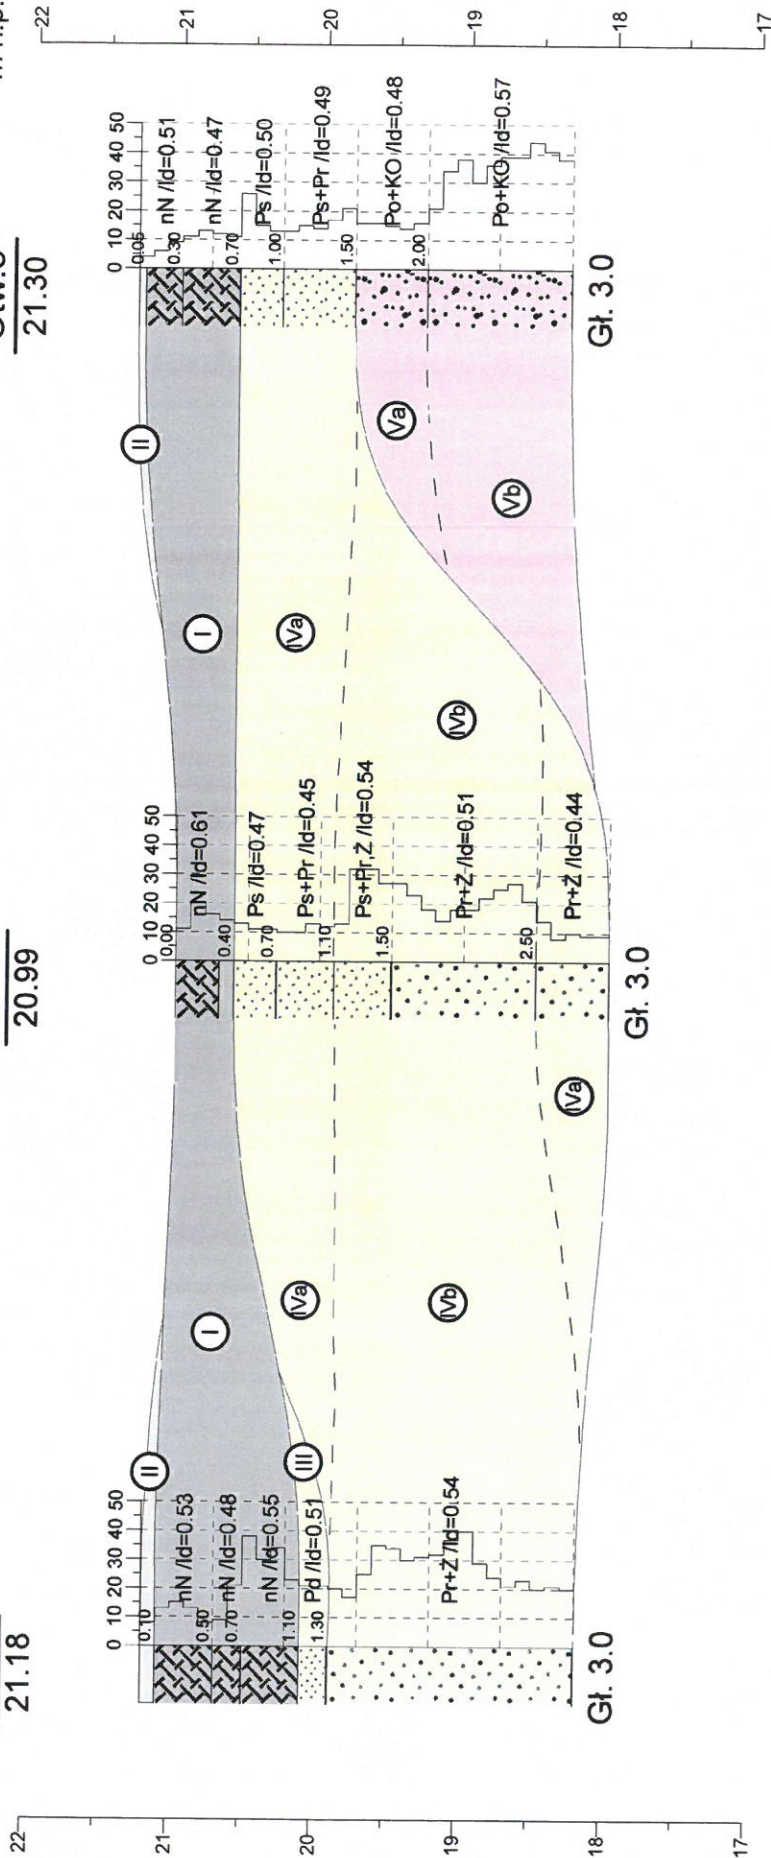 21.18
20.99
21.30
22
21
20
19
18
17
0 10 20 30 40 50
0.10
nN /Id=0.53
0.50
nN /Id=0.48
0.70
nN /Id=0.55
1.10
Pd /Id=0.51
1.30
Pr+Ż /Id=0.54
Gł. 3.0
II
I
III
IVa
IVb
IVa
0 10 20 30 40 50
0.00
nN /Id=0.61
0.40
Ps /Id=0.47
0.70
Ps+Pr /Id=0.45
1.10
Ps+Pr,Ż /Id=0.54
1.50
Pr+Ż /Id=0.51
2.50
Pr+Ż /Id=0.44
Gł. 3.0
II
I
IVa
IVb
Va
Vb
0 10 20 30 40 50
0.05
nN /Id=0.51
0.30
nN /Id=0.47
0.70
Ps /Id=0.50
1.00
Ps+Pr /Id=0.49
1.50
Po+KO /Id=0.48
2.00
Po+KO /Id=0.57
Gł. 3.0
22
21
20
19
18
17